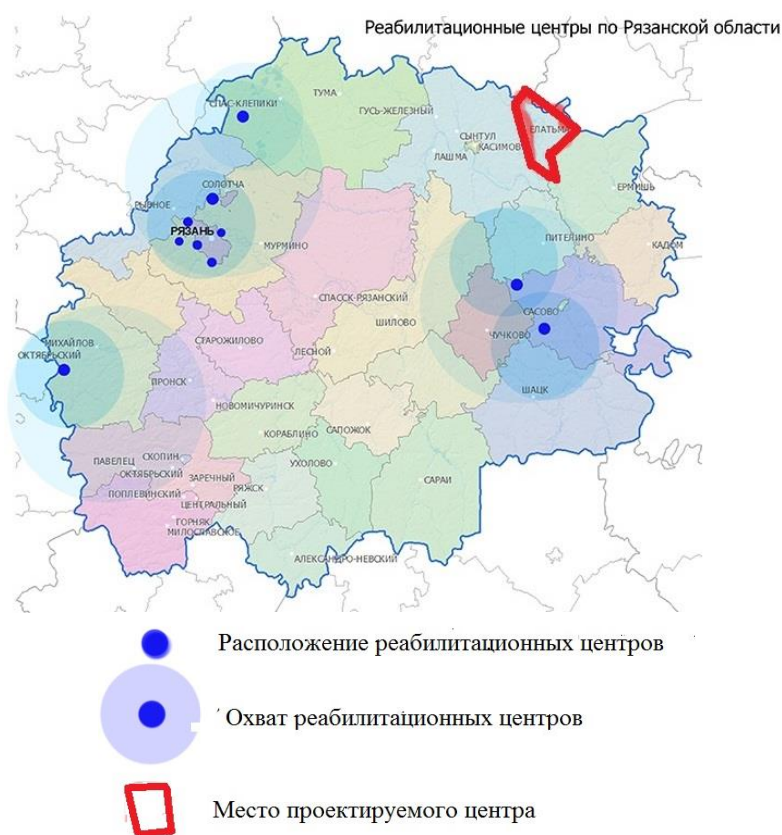 Реабилитационные центры по Рязанской области
СПАС-КЛЕПИКИ
ТУМА
ГУСЬ-ЖЕЛЕЗНЫЙ
СЫНТУЛ
КАСИМОВ
ЛАШМА
ЕЛАТЬМА
ЕРМИШЬ
СОЛОТЧА
РЫБНОЕ
РЯЗАНЬ
МУРМИНО
ПИТЕЛИНО
КАДОМ
СПАССК-РЯЗАНСКИЙ
САСОВО
ШИЛОВО
ЧУЧКОВО
МИХАЙЛОВ
ОКТЯБРЬСКИЙ
СТАРОЖИЛОВО
ЛЕСНОЙ
ПРОНСК
ШАЦК
НОВОМИЧУРИНСК
КОРАБЛИНО
САПОЖОК
ПАВЕЛЕЦ
СКОПИН
УХОЛОВО
ОКТЯБРЬСКИЙ
ЗАРЕЧНЫЙ
РЯЖСК
САРАИ
ПОПЛЕВИНСКИЙ
ЦЕНТРАЛЬНЫЙ
ГОРНЯК
МИЛОСЛАВСКОЕ
АЛЕКСАНДРО-НЕВСКИЙ
Расположение реабилитационных центров
Охват реабилитационных центров
Место проектируемого центра